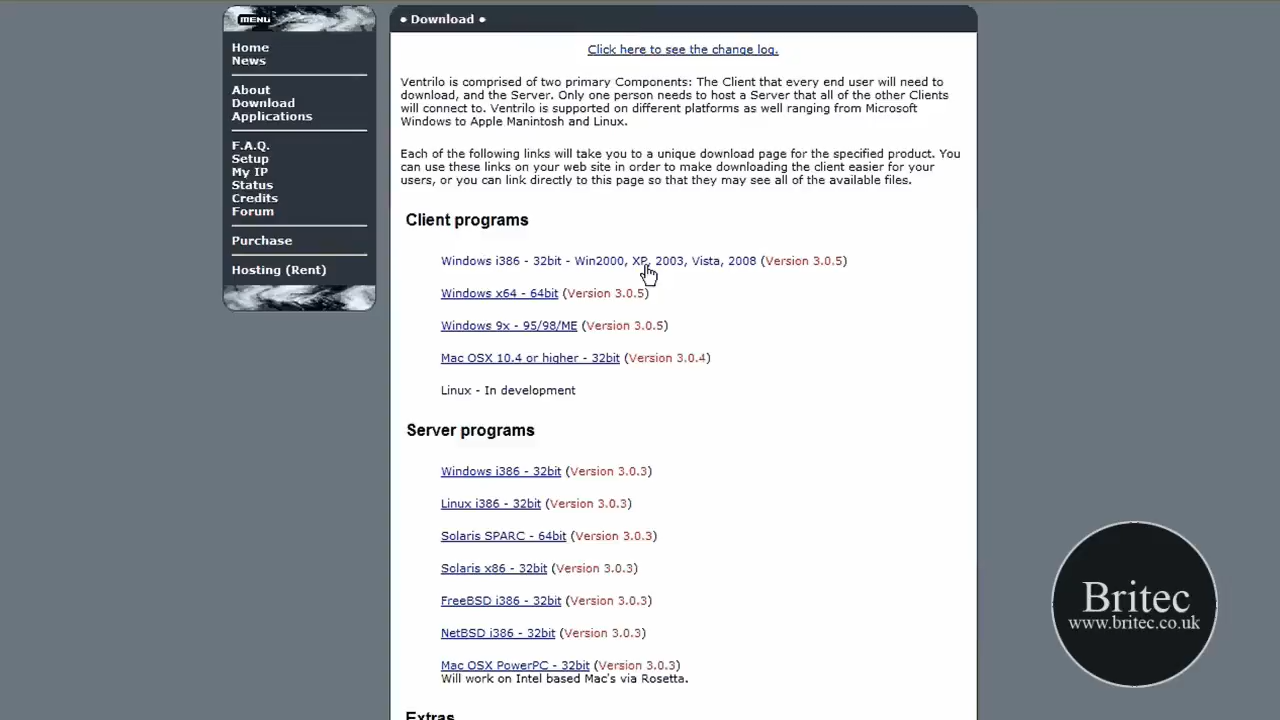 MENU
Home
News
About
Download
Applications
F.A.Q.
Setup
My IP
Status
Credits
Forum
Purchase
Hosting (Rent)
• Download •
Click here to see the change log.
Ventrilo is comprised of two primary Components: The Client that every end user will need to
download, and the Server. Only one person needs to host a Server that all of the other Clients
will connect to. Ventrilo is supported on different platforms as well ranging from Microsoft
Windows to Apple Manintosh and Linux.
Each of the following links will take you to a unique download page for the specified product. You
can use these links on your web site in order to make downloading the client easier for your
users, or you can link directly to this page so that they may see all of the available files.
Client programs
Windows i386 - 32bit - Win2000, XP, 2003, Vista, 2008 (Version 3.0.5)
Windows x64 - 64bit (Version 3.0.5)
Windows 9x - 95/98/ME (Version 3.0.5)
Mac OSX 10.4 or higher - 32bit (Version 3.0.4)
Linux - In development
Server programs
Windows i386 - 32bit (Version 3.0.3)
Linux i386 - 32bit (Version 3.0.3)
Solaris SPARC - 64bit (Version 3.0.3)
Solaris x86 - 32bit (Version 3.0.3)
FreeBSD i386 - 32bit (Version 3.0.3)
NetBSD i386 - 32bit (Version 3.0.3)
Mac OSX PowerPC - 32bit (Version 3.0.3)
Will work on Intel based Mac's via Rosetta.
Extras
Britec
www.britec.co.uk